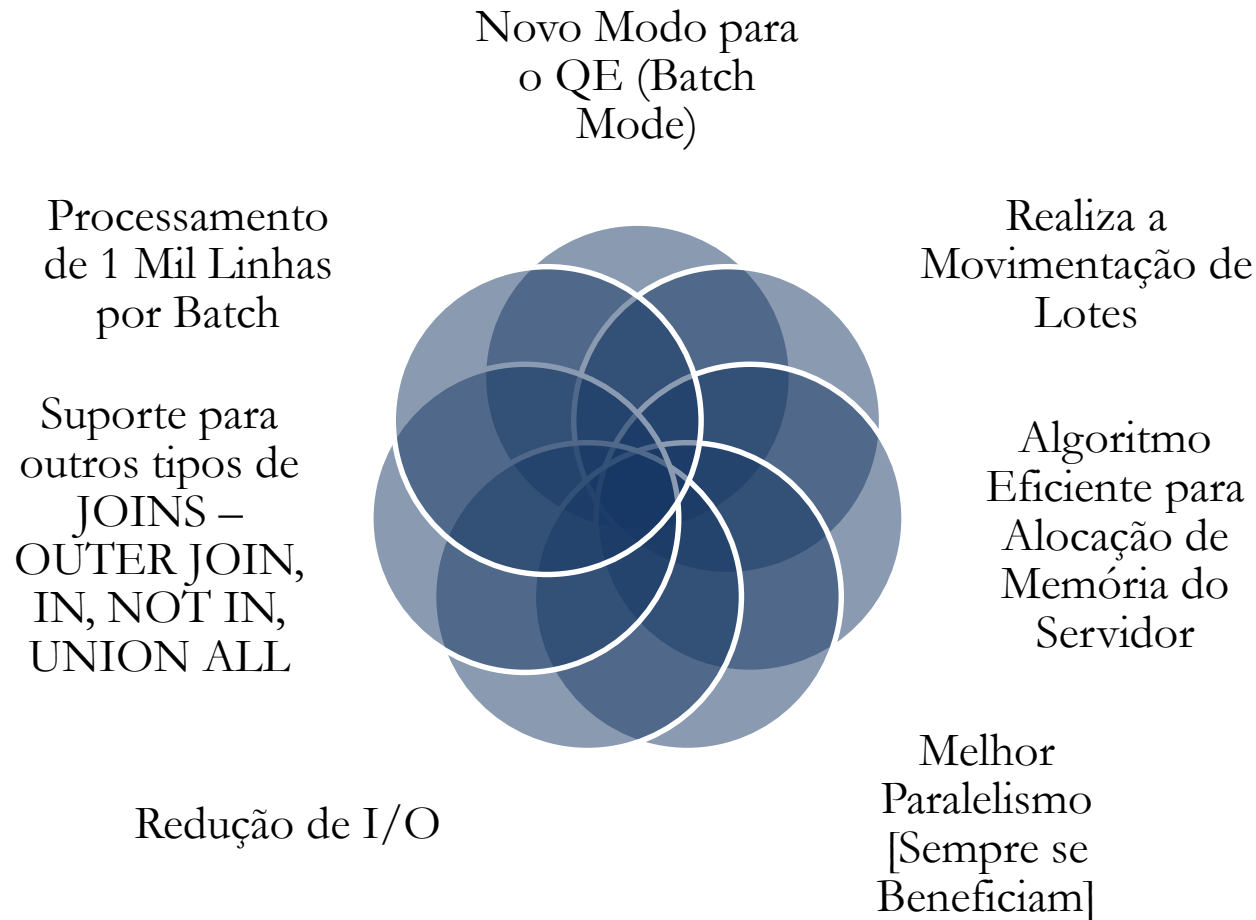 Novo Modo para
o QE (Batch
Mode)
Processamento
de 1 Mil Linhas
por Batch
Realiza a
Movimentação de
Lotes
Suporte para
outros tipos de
JOINS –
OUTER JOIN,
IN, NOT IN,
UNION ALL
Algoritmo
Eficiente para
Alocação de
Memória do
Servidor
Redução de I/O
Melhor
Paralelismo
[Sempre se
Beneficiam]